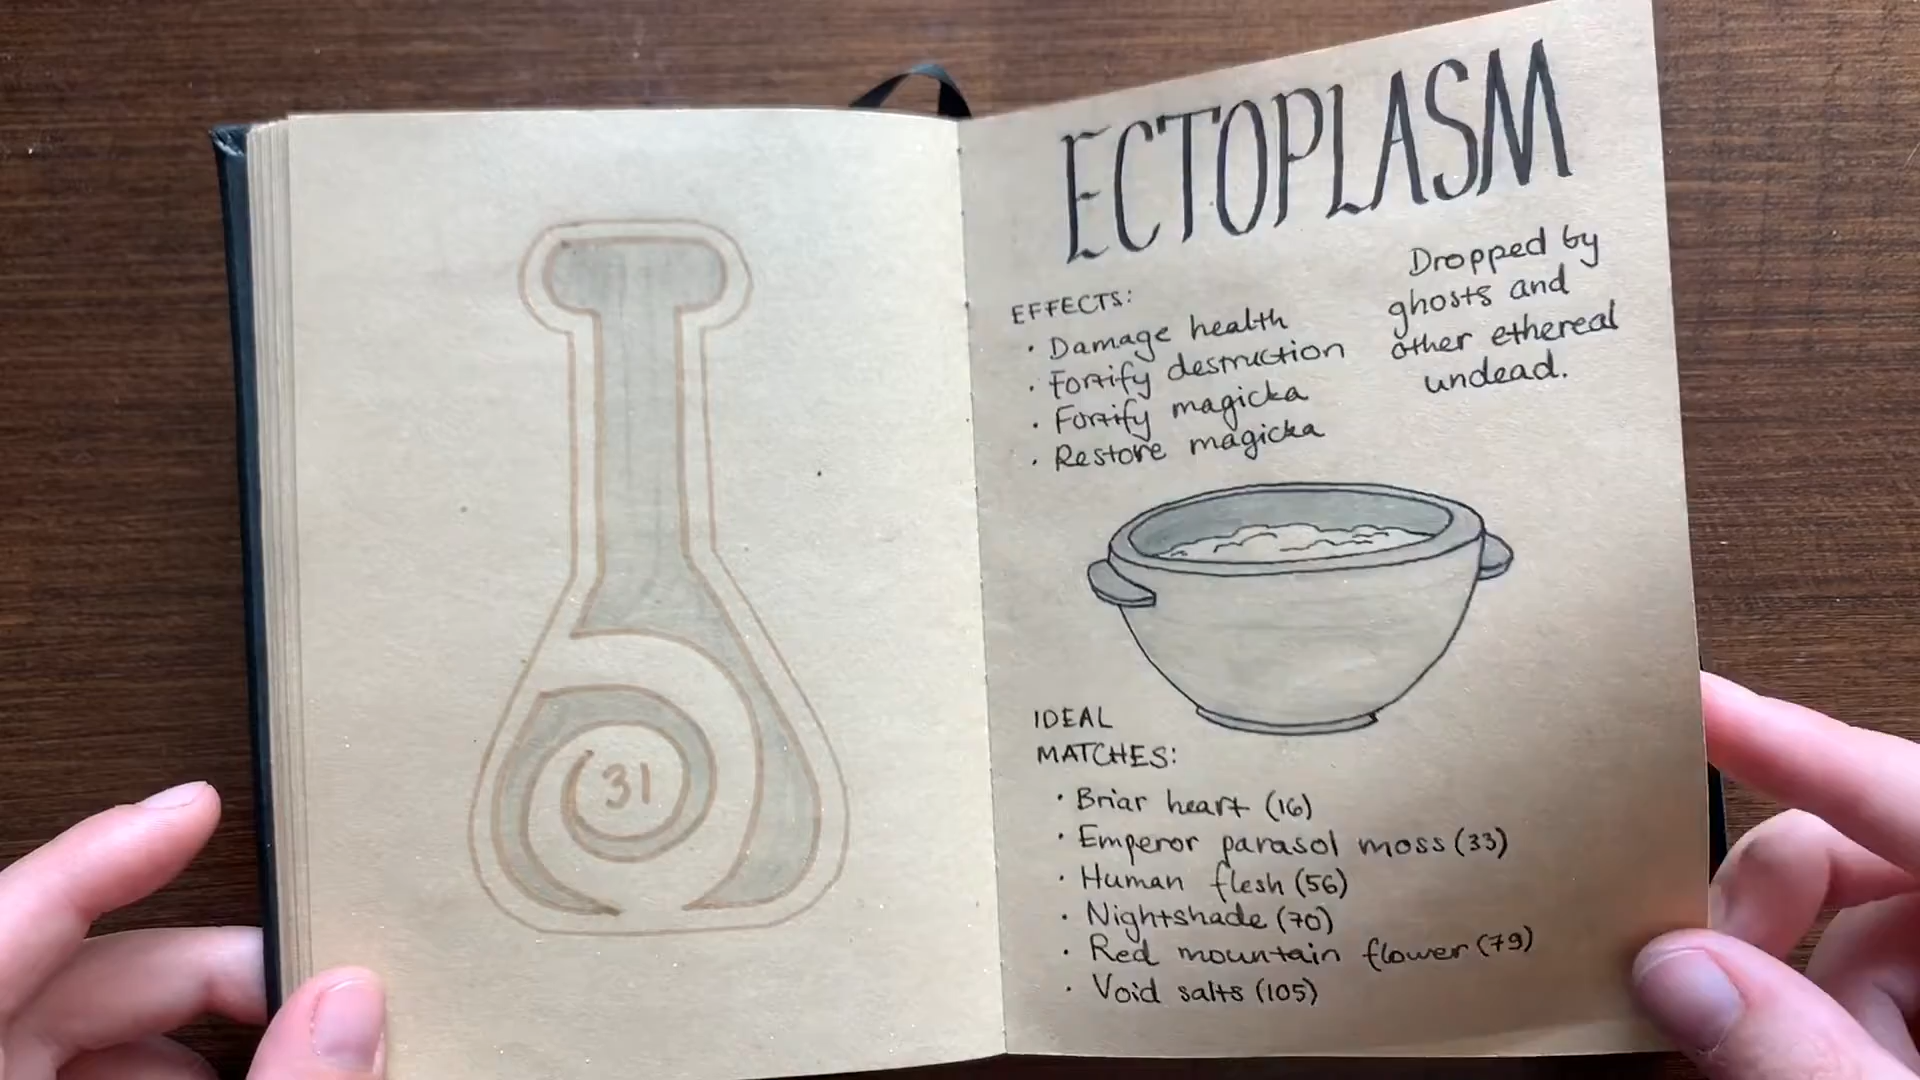 31
ECTOPLASM
Dropped by
ghosts and
other ethereal
undead.
EFFECTS:
· Damage health
· Fortify destruction
· Fortify magicka
· Restore magicka
IDEAL
MATCHES:
· Briar heart (16)
· Emperor parasol moss (33)
· Human flesh (56)
· Nightshade (70)
· Red mountain flower (79)
· Void salts (105)